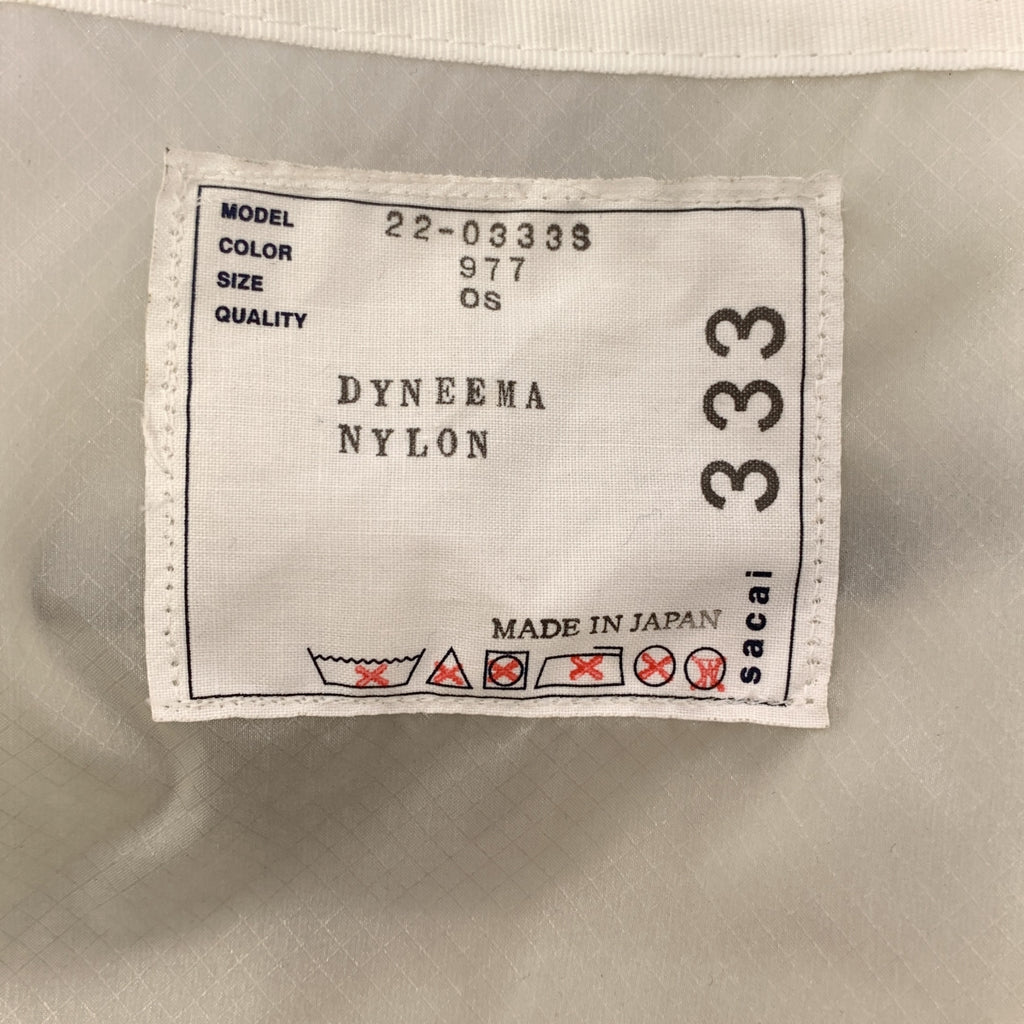 MODEL 22-0333S
COLOR 977
SIZE OS
QUALITY
DYNEEMA
NYLON
MADE IN JAPAN
sacai 333